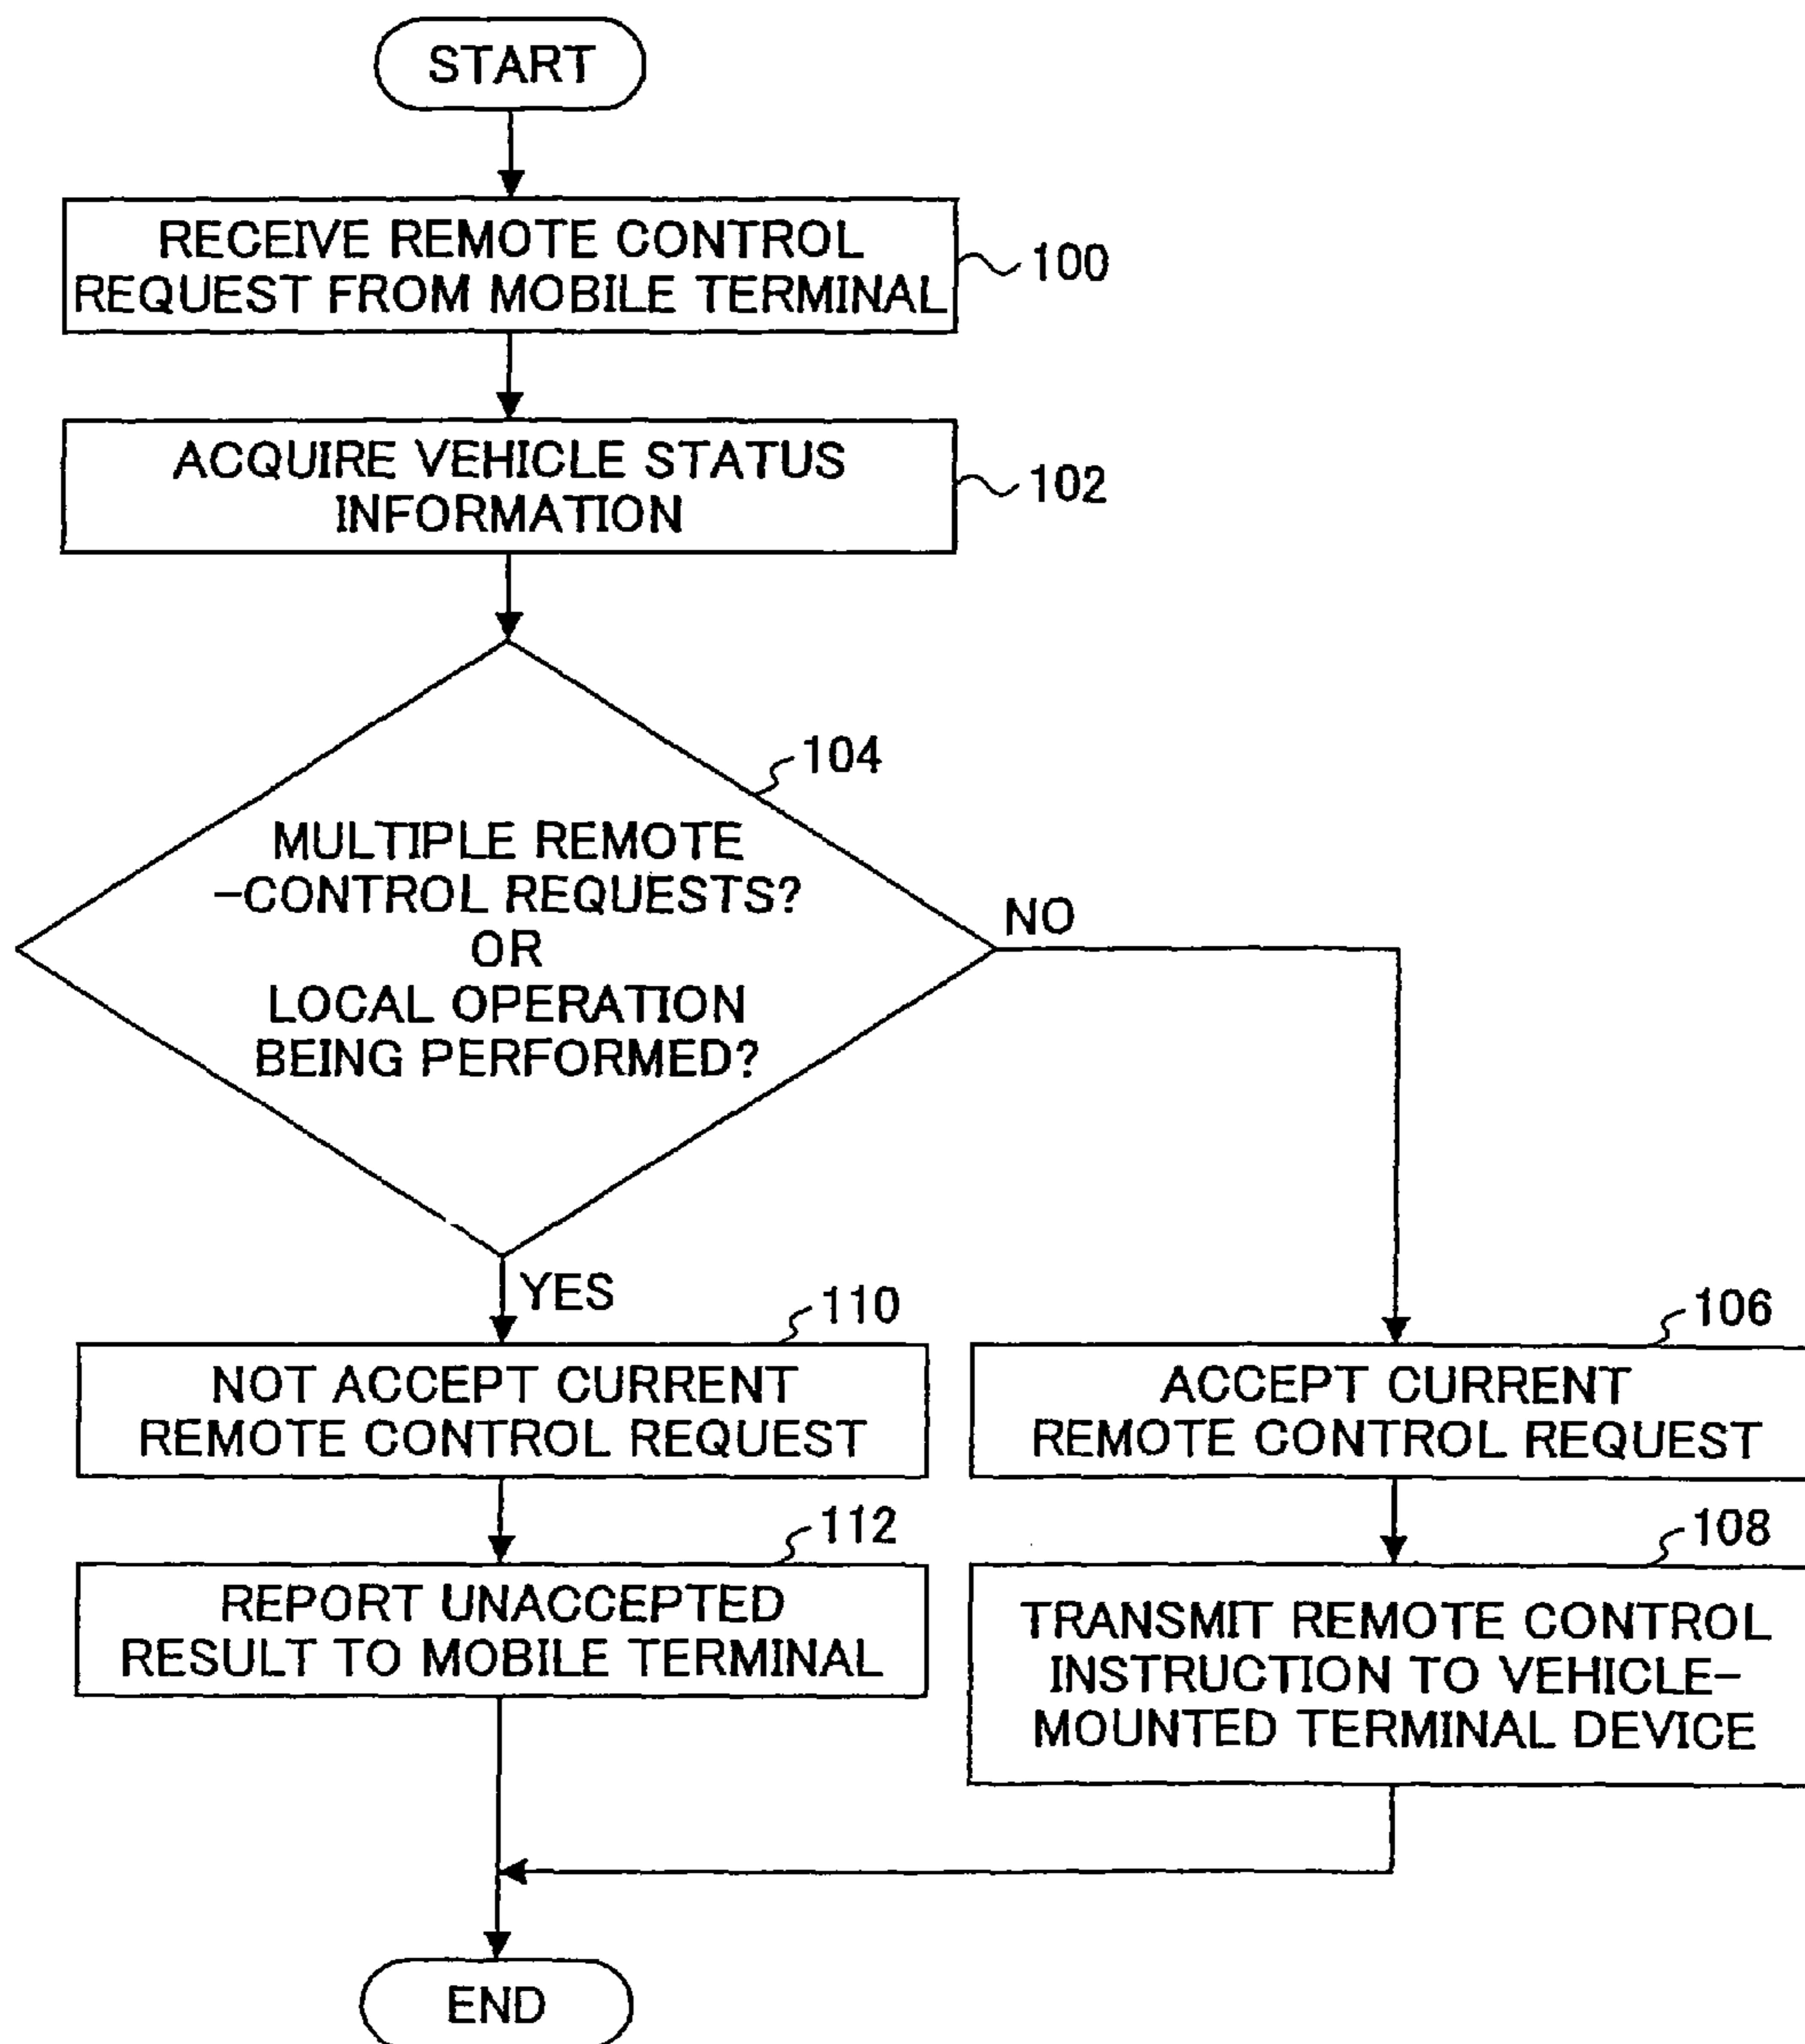 START
RECEIVE REMOTE CONTROL
REQUEST FROM MOBILE TERMINAL
100
ACQUIRE VEHICLE STATUS
INFORMATION
102
104
MULTIPLE REMOTE
-CONTROL REQUESTS?
OR
LOCAL OPERATION
BEING PERFORMED?
NO
YES
110
NOT ACCEPT CURRENT
REMOTE CONTROL REQUEST
106
ACCEPT CURRENT
REMOTE CONTROL REQUEST
112
REPORT UNACCEPTED
RESULT TO MOBILE TERMINAL
108
TRANSMIT REMOTE CONTROL
INSTRUCTION TO VEHICLE-
MOUNTED TERMINAL DEVICE
END